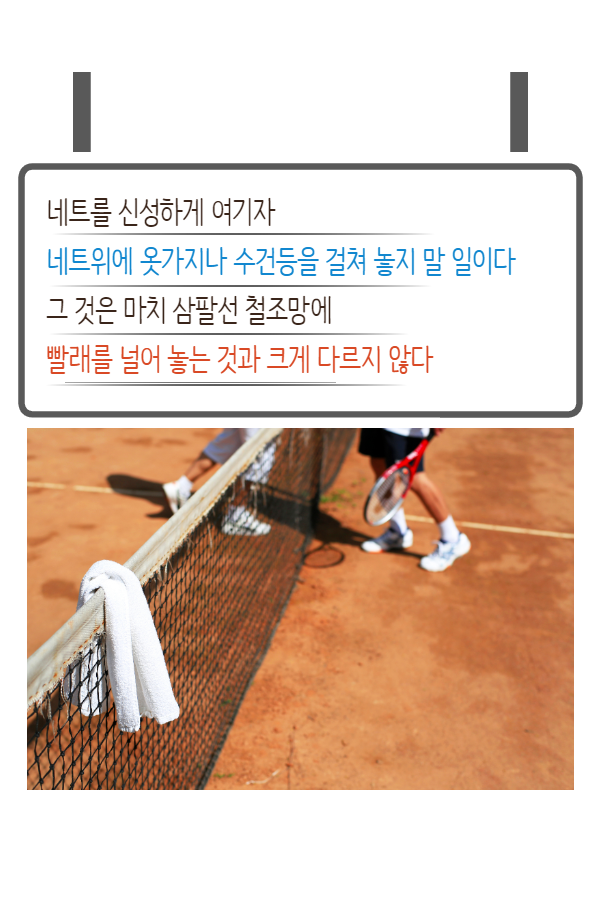 네트를 신성하게 여기자
네트위에 옷가지나 수건등을 걸쳐 놓지 말 일이다
그 것은 마치 삼팔선 철조망에
빨래를 널어 놓는 것과 크게 다르지 않다